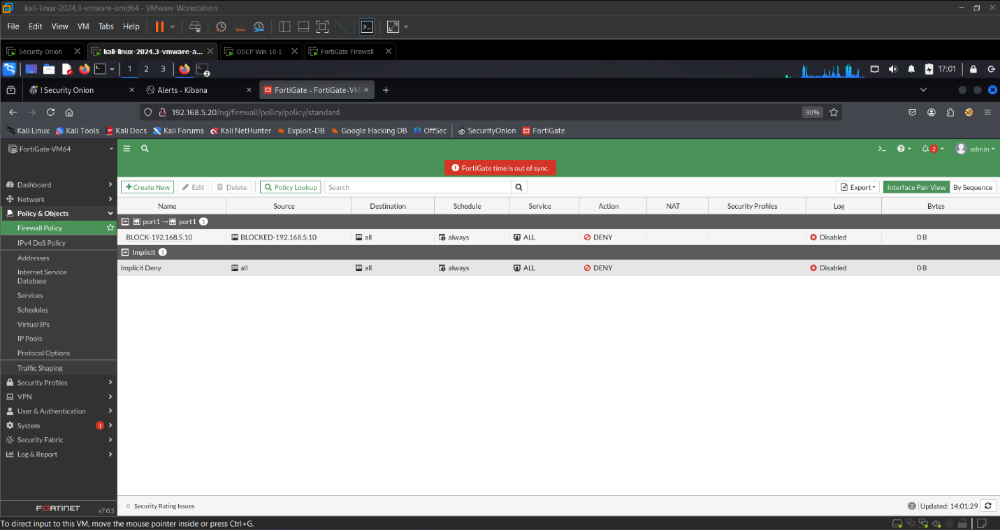 kali-linux-2024.3-vmware-amd64 - VMware Workstation
File Edit View VM Tabs Help
Security Onion kali-linux-2024.3-vmware-a... OSCP Win 10 1 FortiGate Firewall
1 2 3 2 17:01
! Security Onion Alerts - Kibana FortiGate - FortiGate-VM
192.168.5.20/ng/firewall/policy/policy/standard 90%
Kali Linux Kali Tools Kali Docs Kali Forums Kali NetHunter Exploit-DB Google Hacking DB OffSec SecurityOnion FortiGate
FortiGate-VM64 >_ 2 admin
FortiGate time is out of sync.
Dashboard
Network
Policy & Objects
Firewall Policy
IPv4 DoS Policy
Addresses
Internet Service
Database
Services
Schedules
Virtual IPs
IP Pools
Protocol Options
Traffic Shaping
Security Profiles
VPN
User & Authentication
System 1
Security Fabric
Log & Report
FORTINET v7.0.5
Create New Edit Delete Policy Lookup Search Export Interface Pair View By Sequence
Name Source Destination Schedule Service Action NAT Security Profiles Log Bytes
port1 → port1 1
BLOCK-192.168.5.10 BLOCKED-192.168.5.10 all always ALL DENY Disabled 0 B
Implicit 1
Implicit Deny all all always ALL DENY Disabled 0 B
0 Security Rating Issues 2 Updated: 14:01:29
To direct input to this VM, move the mouse pointer inside or press Ctrl+G.